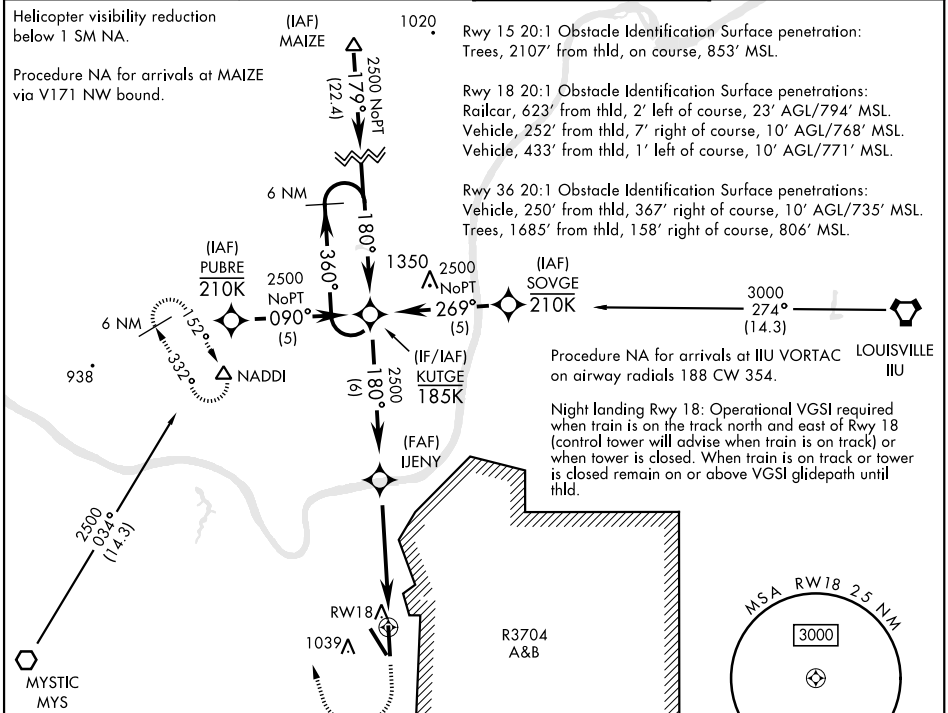 Helicopter visibility reduction
below 1 SM NA.
Procedure NA for arrivals at MAIZE
via V171 NW bound.
(IAF)
MAIZE
1020
2500 NoPT
179°
(22.4)
Rwy 15 20:1 Obstacle Identification Surface penetration:
Trees, 2107' from thld, on course, 853' MSL.
Rwy 18 20:1 Obstacle Identification Surface penetrations:
Railcar, 623' from thld, 2' left of course, 23' AGL/794' MSL.
Vehicle, 252' from thld, 7' right of course, 10' AGL/768' MSL.
Vehicle, 433' from thld, 1' left of course, 10' AGL/771' MSL.
Rwy 36 20:1 Obstacle Identification Surface penetrations:
Vehicle, 250' from thld, 367' right of course, 10' AGL/735' MSL.
Trees, 1685' from thld, 158' right of course, 806' MSL.
6 NM
180°
360°
(IAF)
PUBRE
210K
2500
NoPT
090°
(5)
1350
2500
NoPT
269°
(5)
(IAF)
SOVGE
210K
3000
274°
(14.3)
LOUISVILLE
IIU
6 NM
152°
332°
NADDI
938
(IF/IAF)
KUTGE
185K
2500
180°
(6)
Procedure NA for arrivals at IIU VORTAC
on airway radials 188 CW 354.
Night landing Rwy 18: Operational VGSI required
when train is on the track north and east of Rwy 18
(control tower will advise when train is on track) or
when tower is closed. When train is on track or tower
is closed remain on or above VGSI glidepath until
thld.
(FAF)
IJENY
2500
034°
(14.3)
MYSTIC
MYS
RW18
1039
R3704
A&B
MSA RW18 25 NM
3000